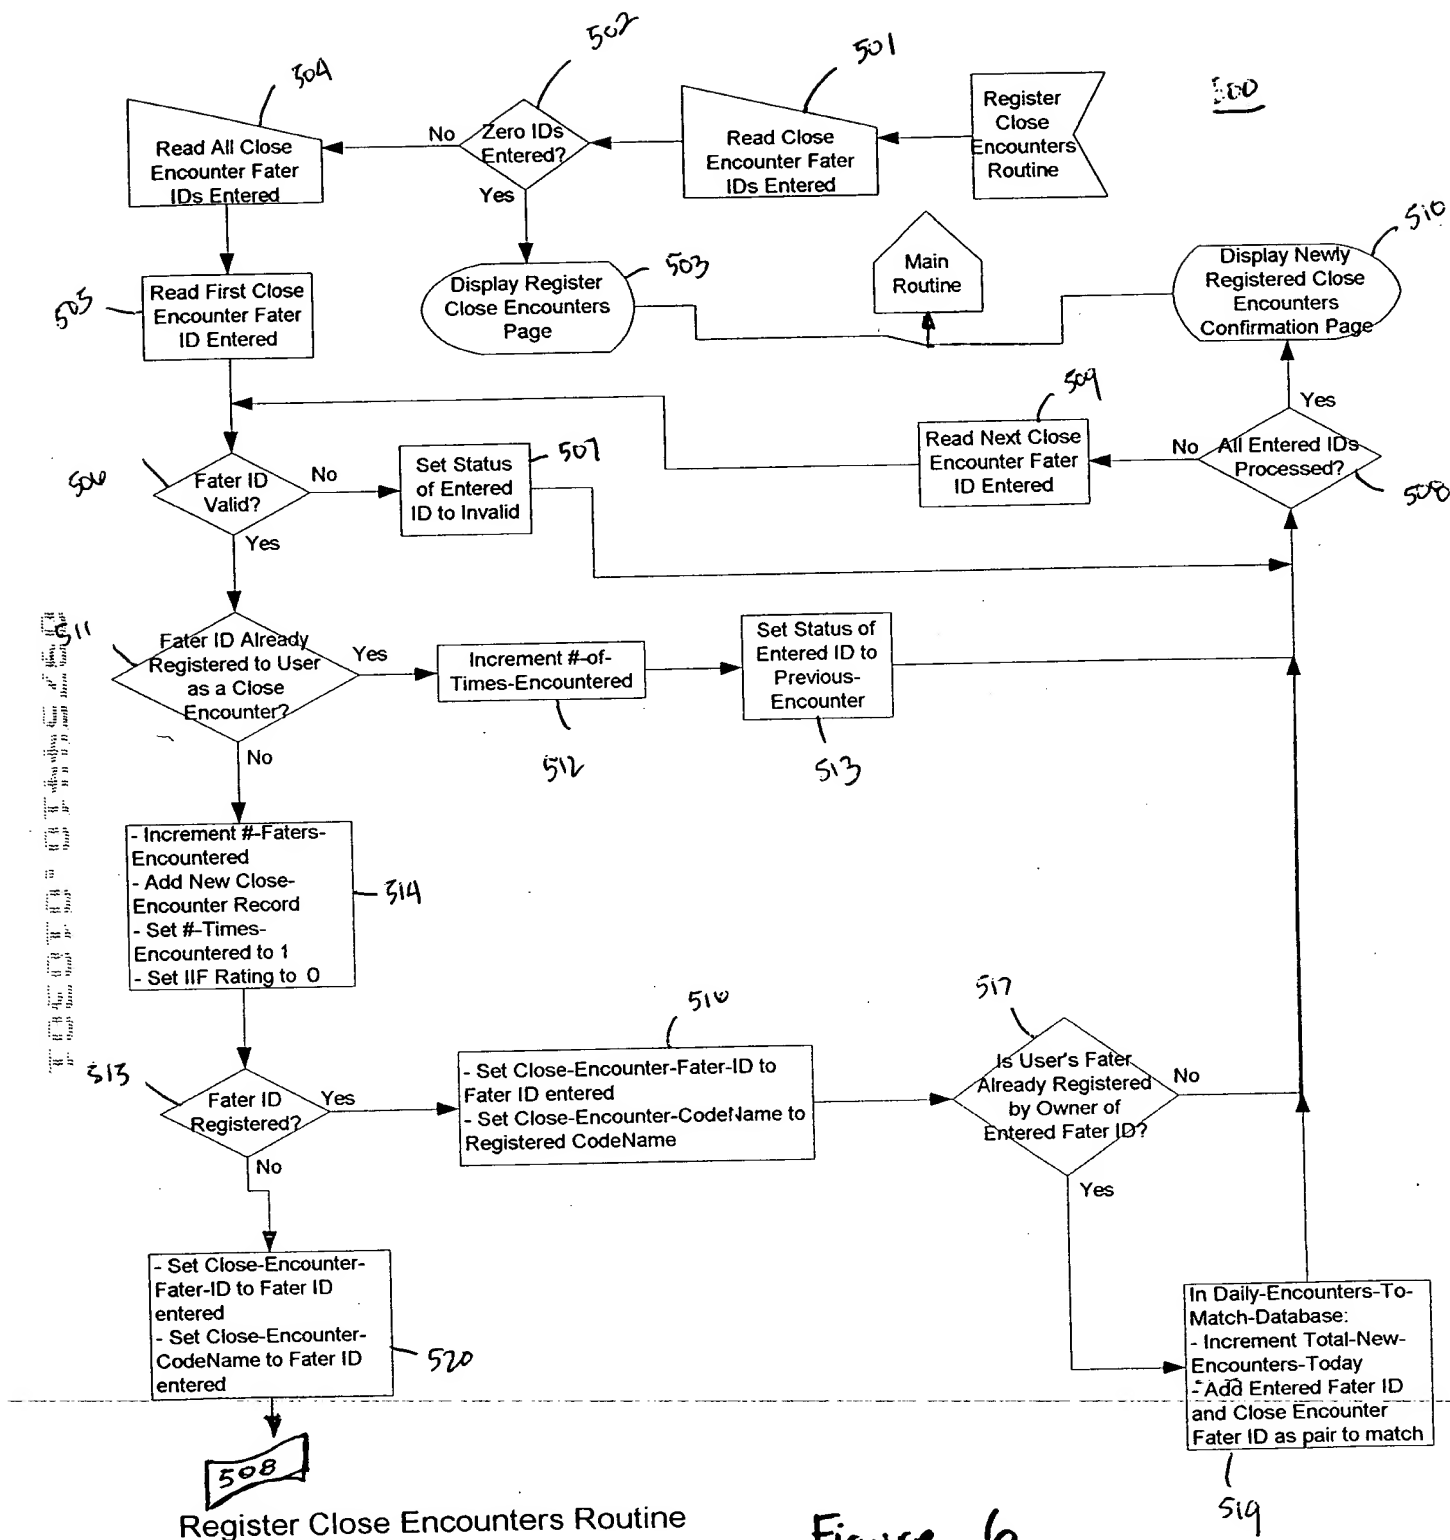 502
504
501
500
No
Zero IDs
Entered?
Yes
Read All Close
Encounter Fater
IDs Entered
Read Close
Encounter Fater
IDs Entered
Register
Close
Encounters
Routine
510
505
Read First Close
Encounter Fater
ID Entered
Display Register
Close Encounters
Page
503
Main
Routine
Display Newly
Registered Close
Encounters
Confirmation Page
509
Yes
506
Fater ID
Valid?
No
Yes
Set Status
of Entered
ID to Invalid
507
Read Next Close
Encounter Fater
ID Entered
No
All Entered IDs
Processed?
508
511
Fater ID Already
Registered to User
as a Close
Encounter?
Yes
No
Increment #-of-
Times-Encountered
512
Set Status of
Entered ID to
Previous-
Encounter
513
- Increment #-Faters-
Encountered
- Add New Close-
Encounter Record
- Set #-Times-
Encountered to 1
- Set IIF Rating to 0
514
515
Fater ID
Registered?
Yes
No
516
- Set Close-Encounter-Fater-ID to
Fater ID entered
- Set Close-Encounter-CodeName to
Registered CodeName
517
Is User's Fater
Already Registered
by Owner of
Entered Fater ID?
No
Yes
- Set Close-Encounter-
Fater-ID to Fater ID
entered
- Set Close-Encounter-
CodeName to Fater ID
entered
520
In Daily-Encounters-To-
Match-Database:
- Increment Total-New-
Encounters-Today
- Add Entered Fater ID
and Close Encounter
Fater ID as pair to match
519
508
Register Close Encounters Routine
Figure 6